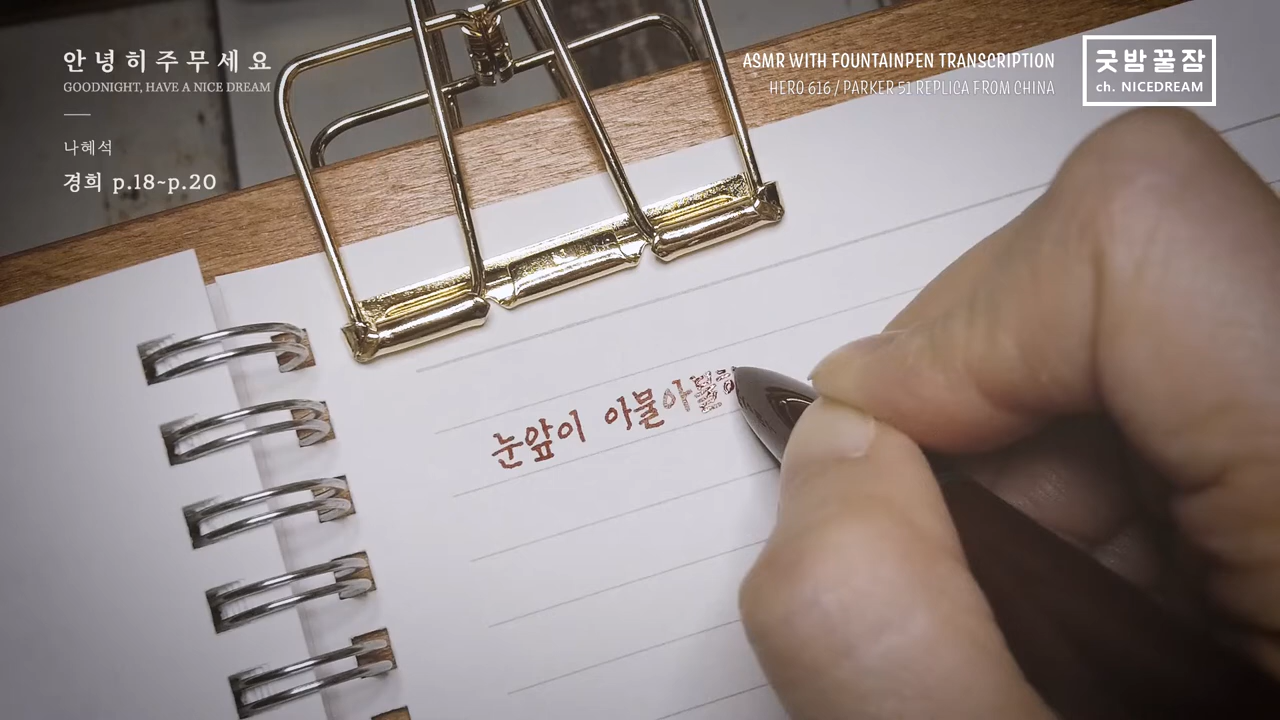 안녕히주무세요
GOODNIGHT, HAVE A NICE DREAM
나혜석
경희 p.18~p.20
ASMR WITH FOUNTAINPEN TRANSCRIPTION
HERO 616 / PARKER 51 REPLICA FROM CHINA
굿밤꿀잠
ch. NICEDREAM
눈앞이 아물아물